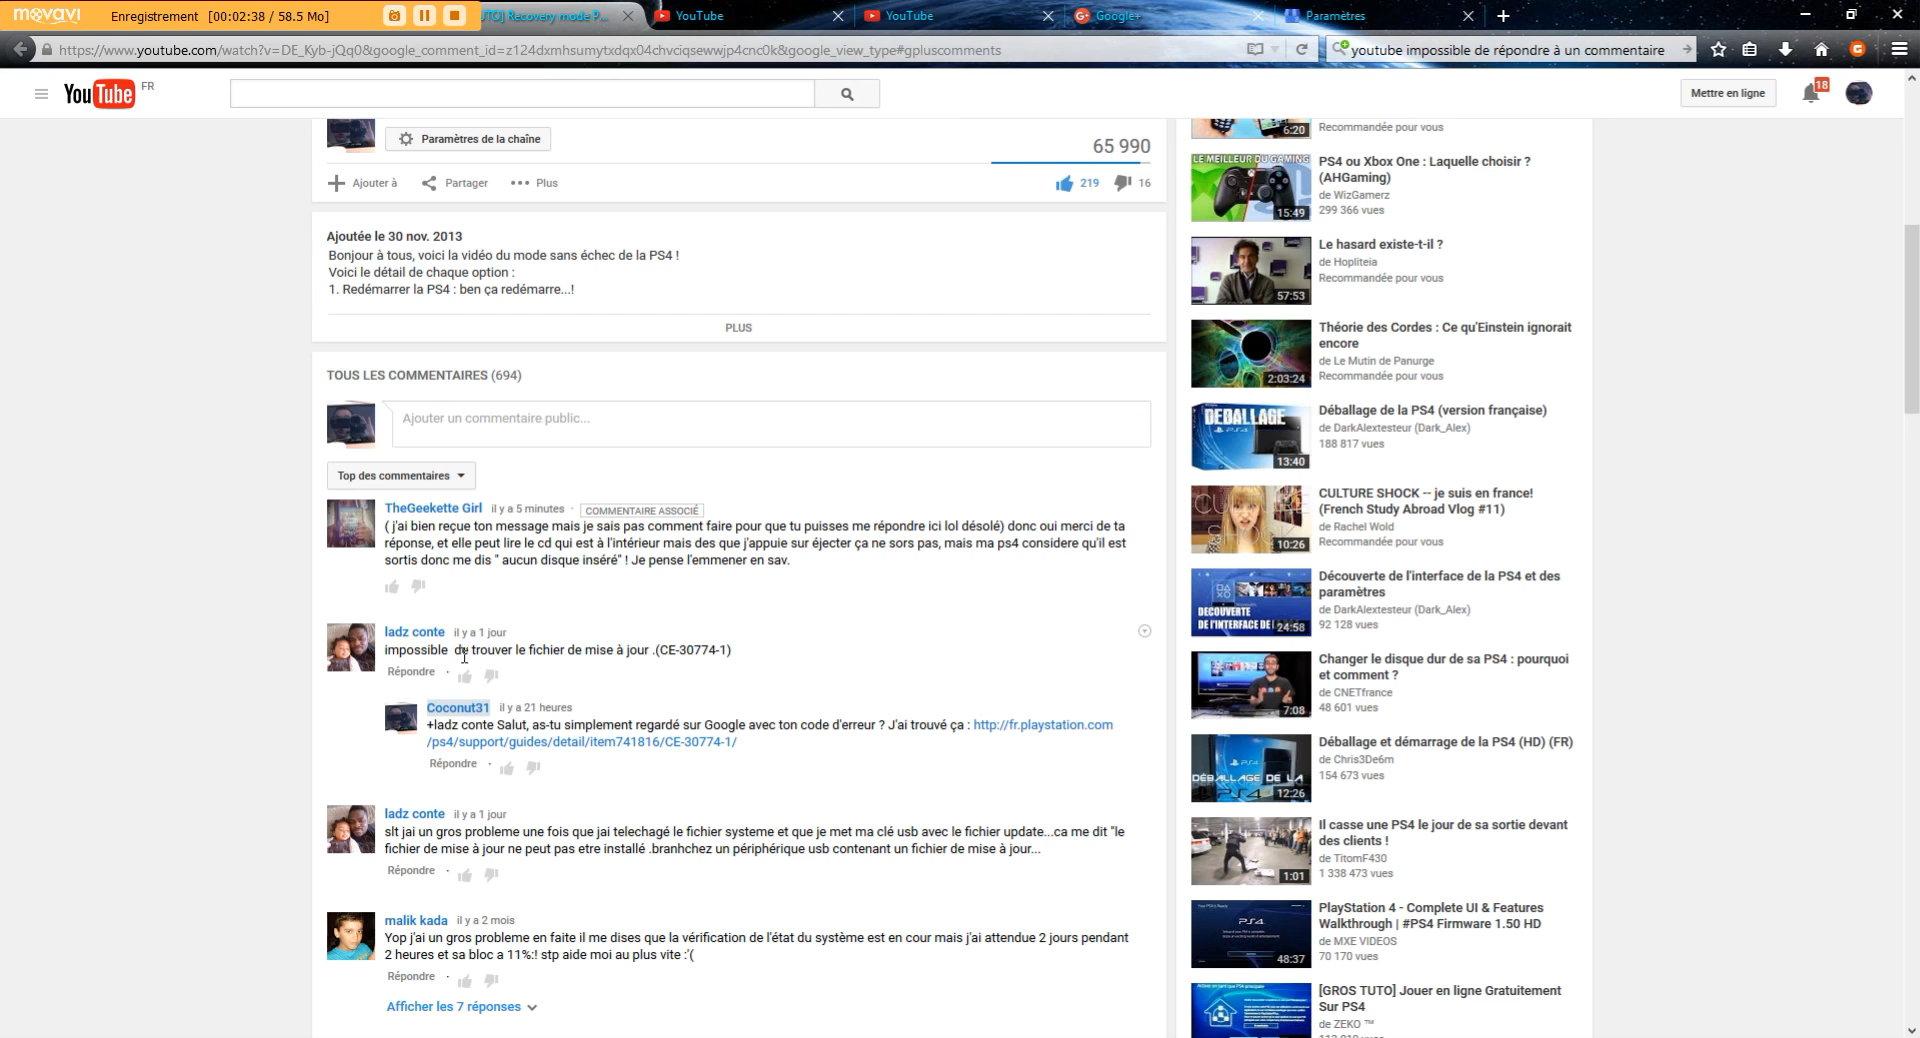 movavi Enregistrement [00:02:38 / 58.5 Mo] UTO] Recovery mode P... YouTube YouTube Google+ Paramètres
https://www.youtube.com/watch?v=DE_Kyb-jQq0&google_comment_id=z124dxmhsumytxdqx04chvciqsewwjp4cnc0k&google_view_type#gpluscomments youtube impossible de répondre à un commentaire
YouTube FR Mettre en ligne 18
Paramètres de la chaîne
65 990
Ajouter à Partager Plus 219 16
Ajoutée le 30 nov. 2013
Bonjour à tous, voici la vidéo du mode sans échec de la PS4 !
Voici le détail de chaque option :
1. Redémarrer la PS4 : ben ça redémarre...!
PLUS
TOUS LES COMMENTAIRES (694)
Ajouter un commentaire public...
Top des commentaires
TheGeekette Girl il y a 5 minutes · COMMENTAIRE ASSOCIÉ
( j'ai bien reçue ton message mais je sais pas comment faire pour que tu puisses me répondre ici lol désolé) donc oui merci de ta
réponse, et elle peut lire le cd qui est à l'intérieur mais des que j'appuie sur éjecter ça ne sors pas, mais ma ps4 considere qu'il est
sortis donc me dis " aucun disque inséré" ! Je pense l'emmener en sav.
ladz conte il y a 1 jour
impossible de trouver le fichier de mise à jour .(CE-30774-1)
Répondre ·
Coconut31 il y a 21 heures
+ladz conte Salut, as-tu simplement regardé sur Google avec ton code d'erreur ? J'ai trouvé ça : http://fr.playstation.com
/ps4/support/guides/detail/item741816/CE-30774-1/
Répondre ·
ladz conte il y a 1 jour
slt jai un gros probleme une fois que jai telechagé le fichier systeme et que je met ma clé usb avec le fichier update...ca me dit "le
fichier de mise à jour ne peut pas etre installé .branhchez un périphérique usb contenant un fichier de mise à jour...
Répondre ·
malik kada il y a 2 mois
Yop j'ai un gros probleme en faite il me dises que la vérification de l'état du système est en cour mais j'ai attendue 2 jours pendant
2 heures et sa bloc a 11%:! stp aide moi au plus vite :'(
Répondre ·
Afficher les 7 réponses
6:20
Recommandée pour vous
LE MEILLEUR DU GAMING
15:49
PS4 ou Xbox One : Laquelle choisir ?
(AHGaming)
de WizGamerz
299 366 vues
57:53
Le hasard existe-t-il ?
de Hopliteia
Recommandée pour vous
2:03:24
Théorie des Cordes : Ce qu'Einstein ignorait
encore
de Le Mutin de Panurge
Recommandée pour vous
DEBALLAGE
PS4
13:40
Déballage de la PS4 (version française)
de DarkAlextesteur (Dark_Alex)
188 817 vues
10:26
CULTURE SHOCK -- je suis en france!
(French Study Abroad Vlog #11)
de Rachel Wold
Recommandée pour vous
DECOUVERTE
DE L'INTERFACE DE
24:58
Découverte de l'interface de la PS4 et des
paramètres
de DarkAlextesteur (Dark_Alex)
92 128 vues
7:08
Changer le disque dur de sa PS4 : pourquoi
et comment ?
de CNETfrance
48 601 vues
DÉBALLAGE DE LA
PS4
12:26
Déballage et démarrage de la PS4 (HD) (FR)
de Chris3De6m
154 673 vues
1:01
Il casse une PS4 le jour de sa sortie devant
des clients !
de TitomF430
1 338 473 vues
PS4
48:37
PlayStation 4 - Complete UI & Features
Walkthrough | #PS4 Firmware 1.50 HD
de MXE VIDEOS
70 170 vues
[GROS TUTO] Jouer en ligne Gratuitement
Sur PS4
de ZEKO ™